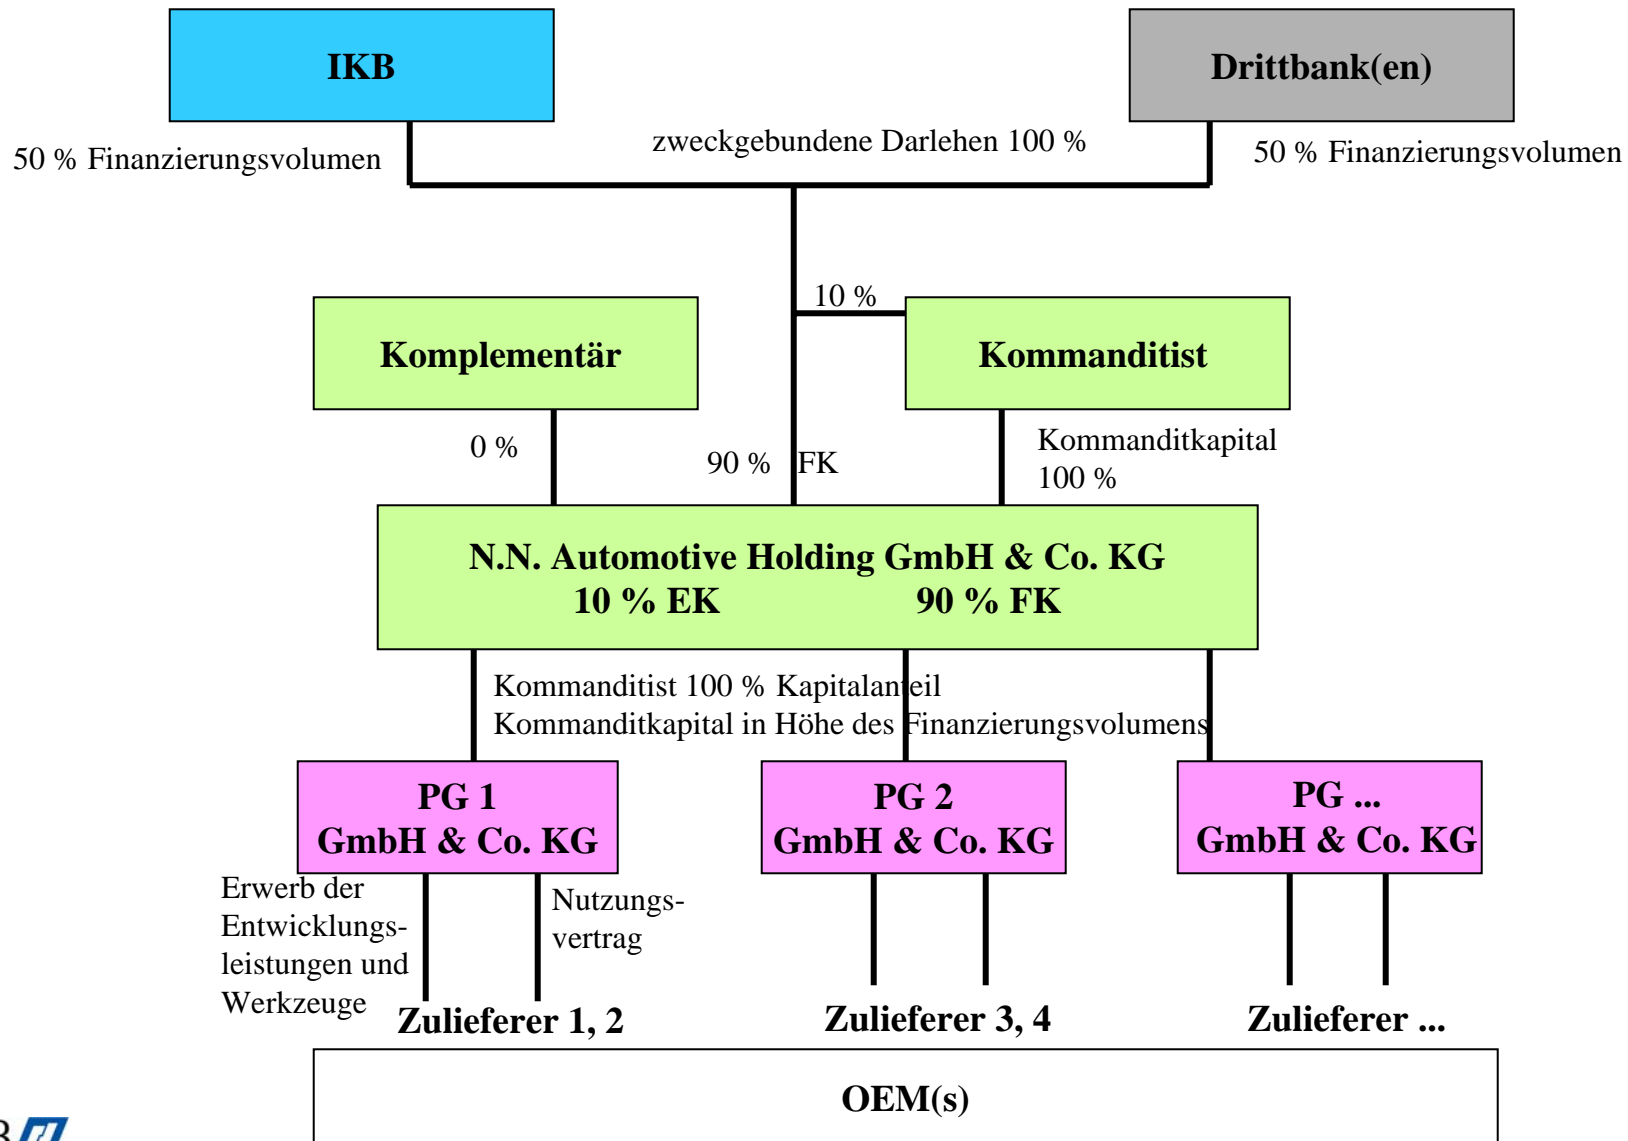 IKB
Drittbank(en)
50 % Finanzierungsvolumen
zweckgebundene Darlehen 100 %
50 % Finanzierungsvolumen
10 %
Komplementär
Kommanditist
0 %
90 % FK
Kommanditkapital
100 %
N.N. Automotive Holding GmbH & Co. KG
10 % EK 90 % FK
Kommanditist 100 % Kapitalanteil
Kommanditkapital in Höhe des Finanzierungsvolumens
PG 1
GmbH & Co. KG
PG 2
GmbH & Co. KG
PG ...
GmbH & Co. KG
Erwerb der
Entwicklungs-
leistungen und
Werkzeuge
Nutzungs-
vertrag
Zulieferer 1, 2
Zulieferer 3, 4
Zulieferer ...
OEM(s)